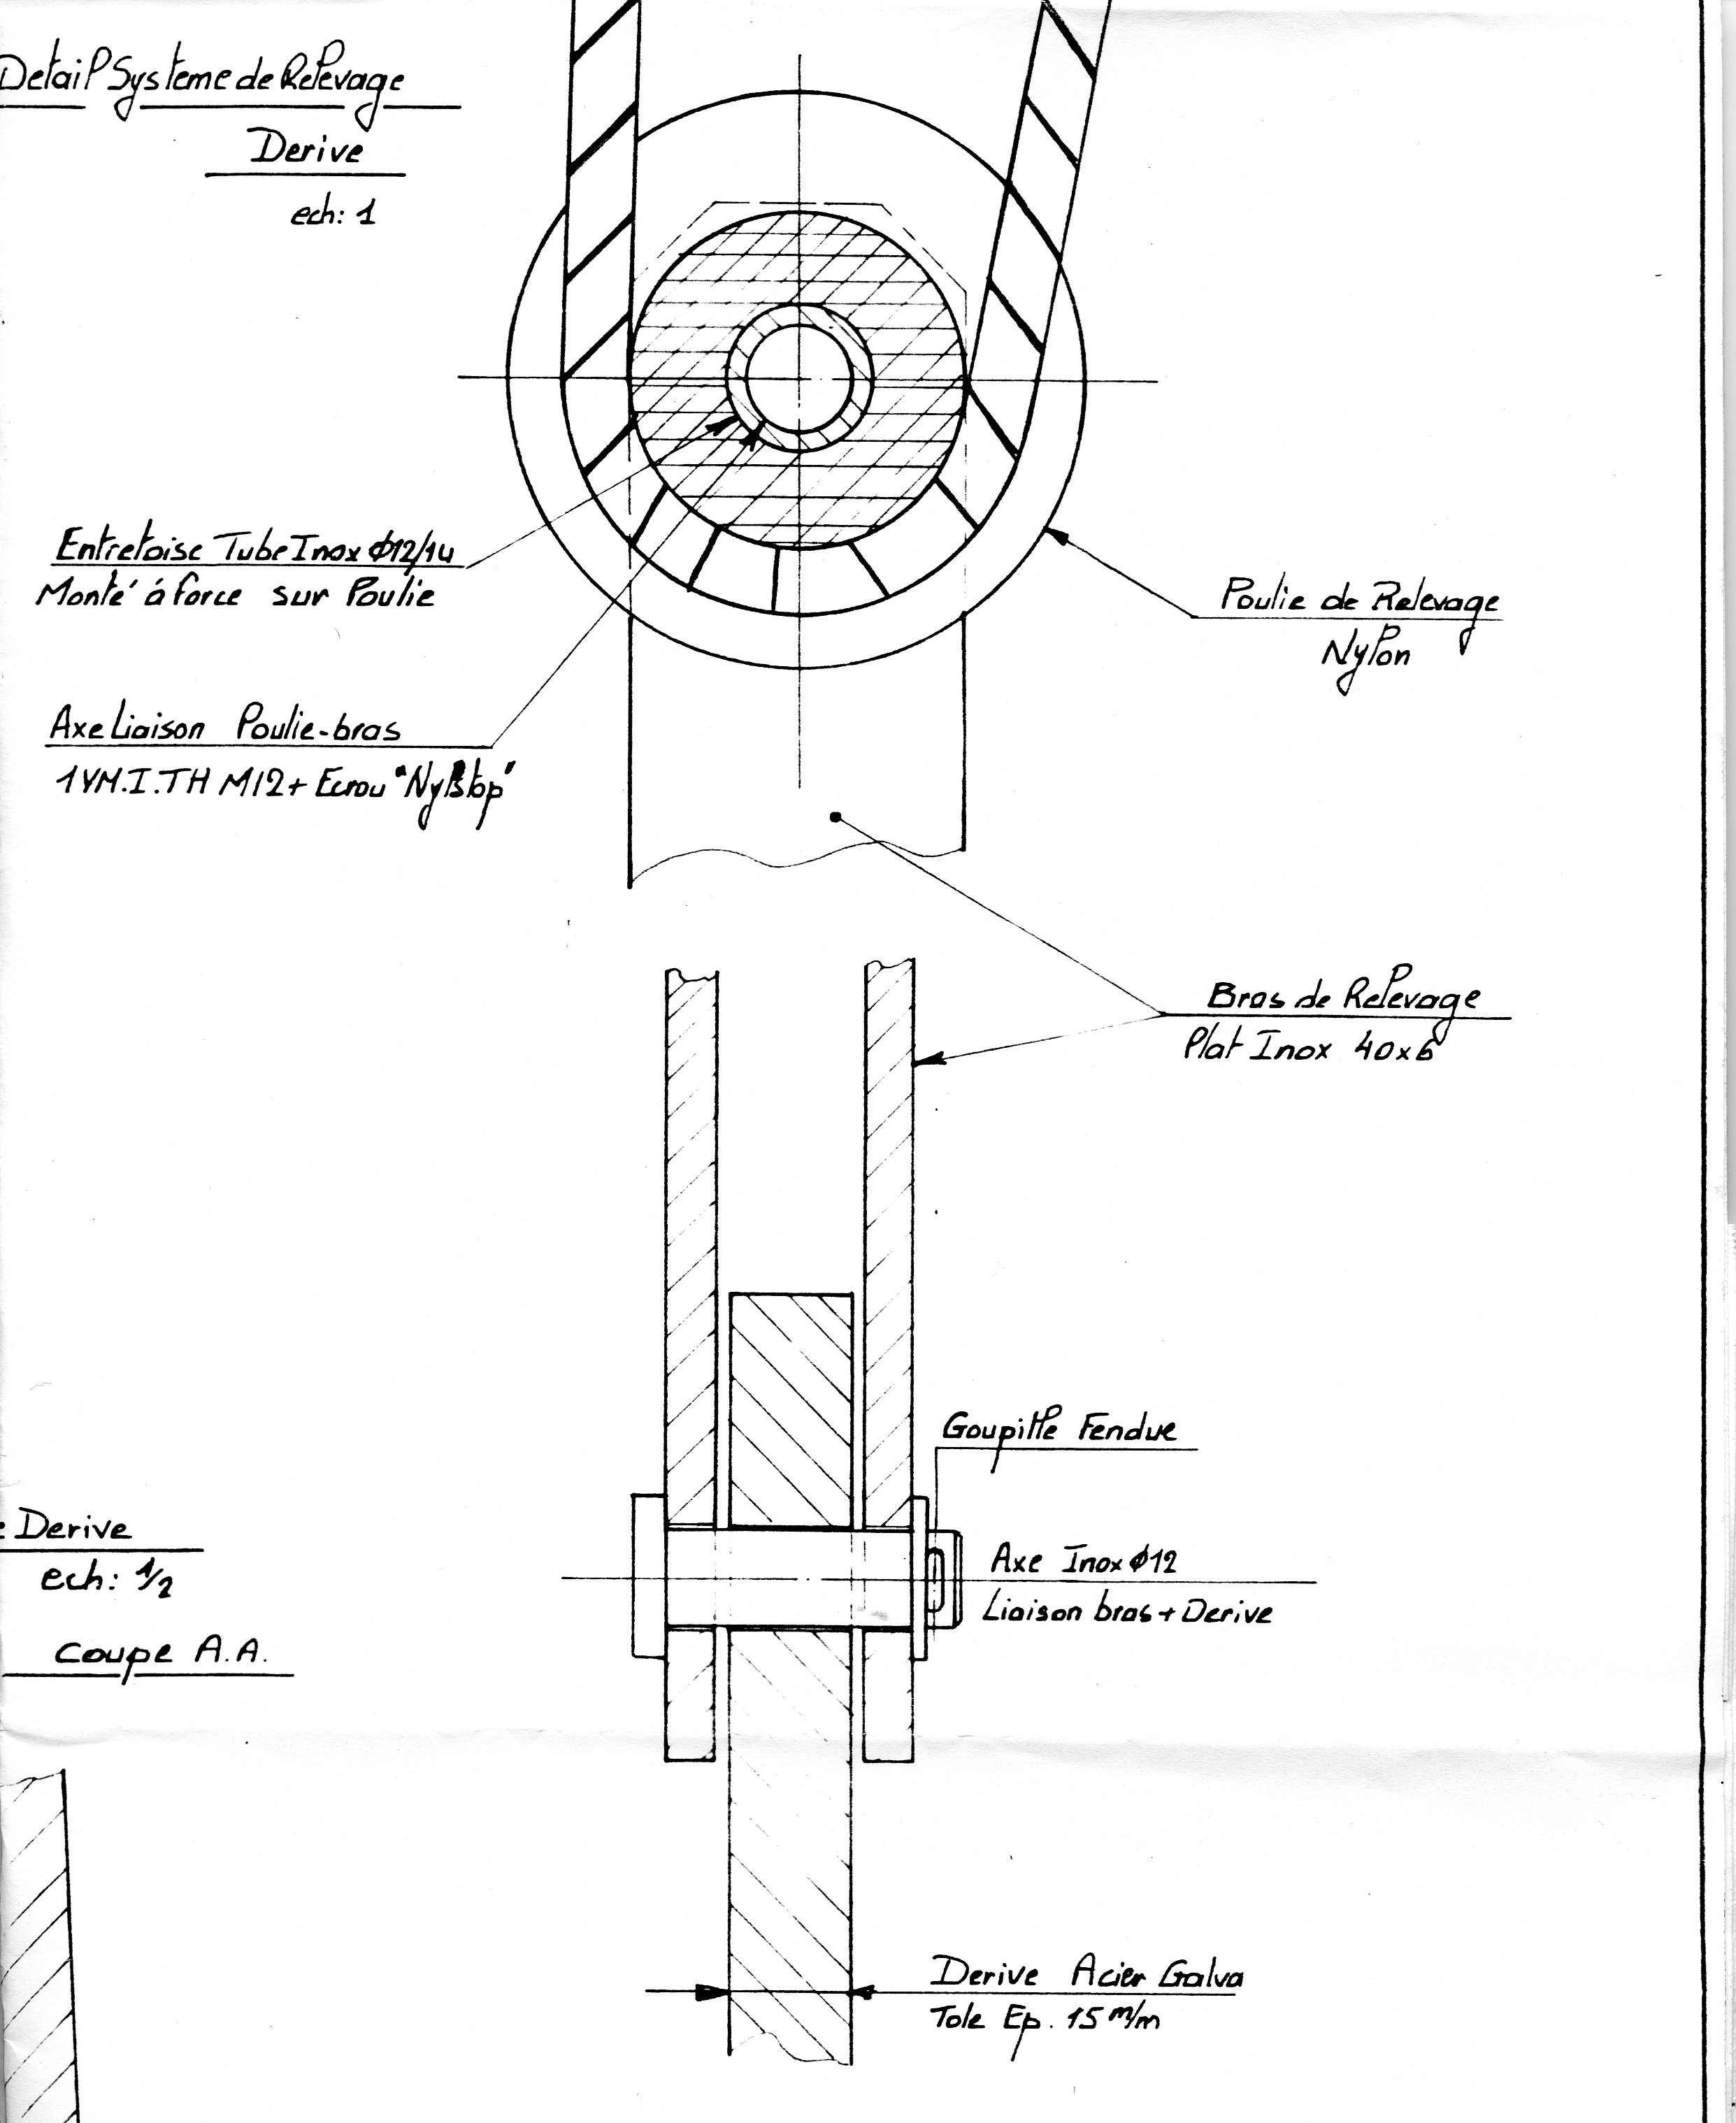 Detail Systeme de Relevage
Derive
ech: 1
Entretoise Tube Inox Φ12/14
Monté á force sur Poulie
Poulie de Relevage
Nylon
Axe Liaison Poulie-bras
1 VM.I.TH M12 + Ecrou "Nylstop"
Bras de Relevage
Plat Inox 40x6
Goupille Fendue
Derive
ech: 1/2
Axe Inox Φ12
Liaison bras + Derive
coupe A.A.
Derive Acier Galva
Tole Ep. 15 m/m